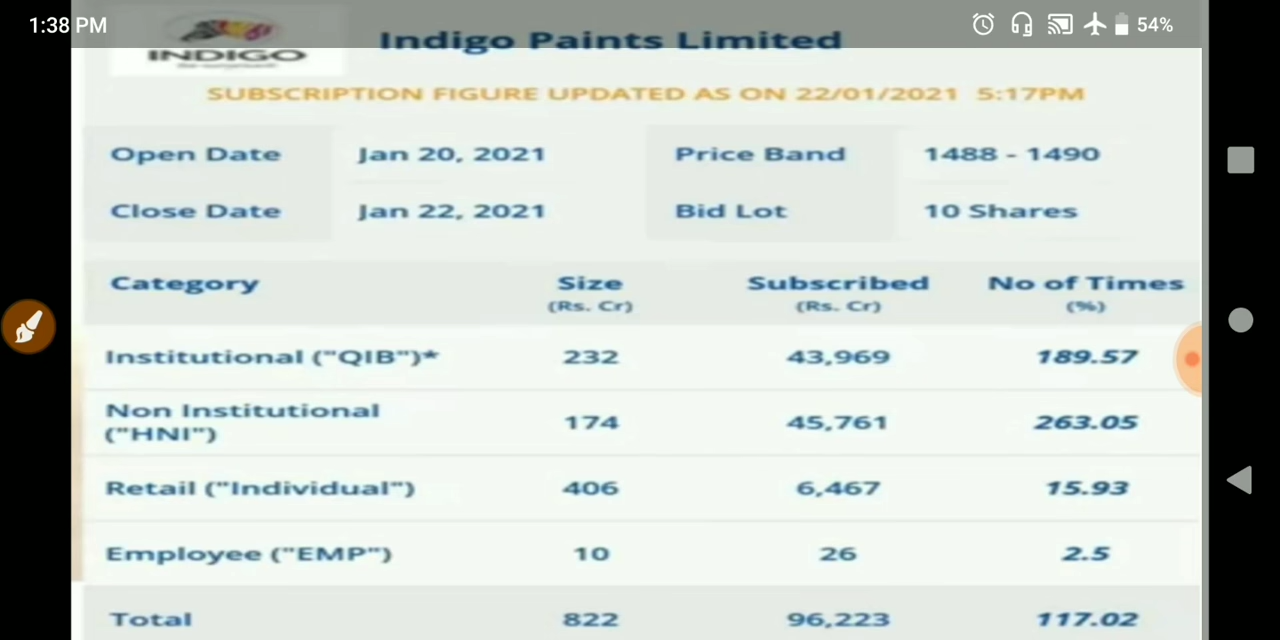 1:38 PM
54%
INDIGO
Indigo Paints Limited
SUBSCRIPTION FIGURE UPDATED AS ON 22/01/2021 5:17PM
Open Date Jan 20, 2021 Price Band 1488 - 1490
Close Date Jan 22, 2021 Bid Lot 10 Shares
Category Size Subscribed No of Times
(Rs. Cr) (Rs. Cr) (%)
Institutional ("QIB")* 232 43,969 189.57
Non Institutional
("HNI") 174 45,761 263.05
Retail ("Individual") 406 6,467 15.93
Employee ("EMP") 10 26 2.5
Total 822 96,223 117.02